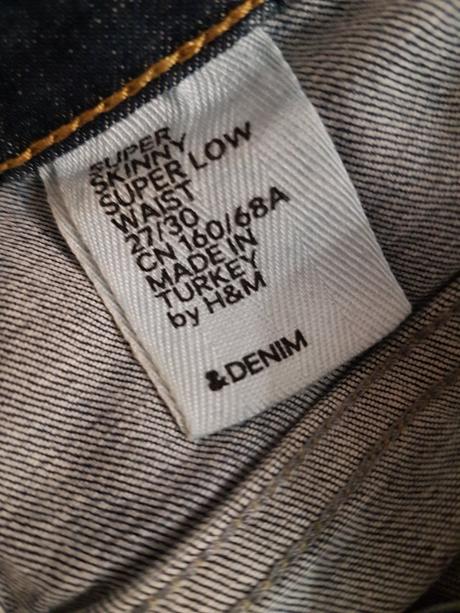 SUPER
SKINNY
SUPER LOW
WAIST
27/30
CN 160/68A
MADE IN
TURKEY
by H&M
&DENIM